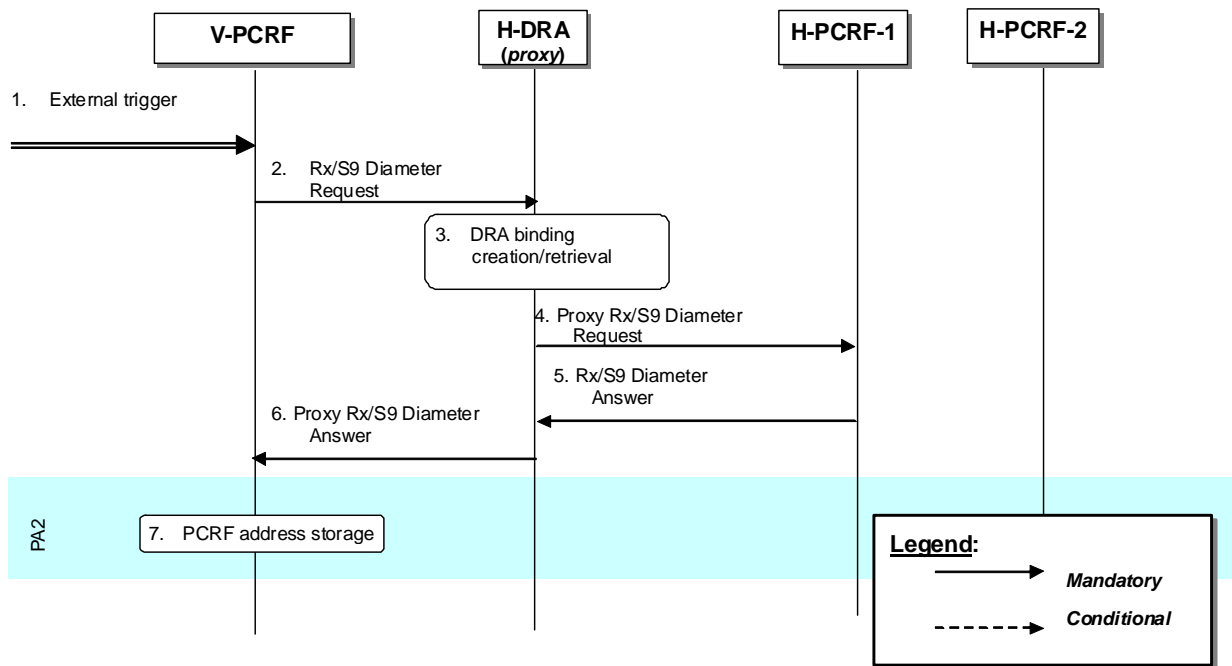 V-PCRF
H-DRA
(proxy)
H-PCRF-1
H-PCRF-2
1. External trigger
2. Rx/S9 Diameter
Request
3. DRA binding
creation/retrieval
4. Proxy Rx/S9 Diameter
Request
5. Rx/S9 Diameter
Answer
6. Proxy Rx/S9 Diameter
Answer
PA2
7. PCRF address storage
Legend:
Mandatory
Conditional